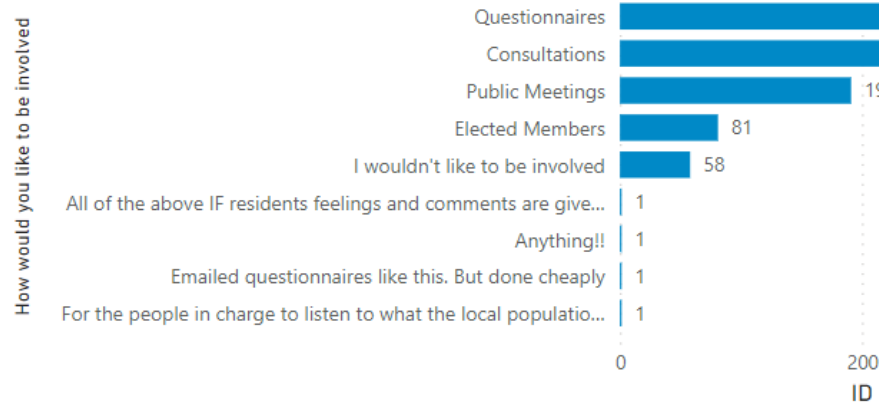 How would you like to be involved
Questionnaires
Consultations
Public Meetings
Elected Members 81
I wouldn't like to be involved 58
All of the above IF residents feelings and comments are give... 1
Anything!! 1
Emailed questionnaires like this. But done cheaply 1
For the people in charge to listen to what the local populatio... 1
0 200
ID